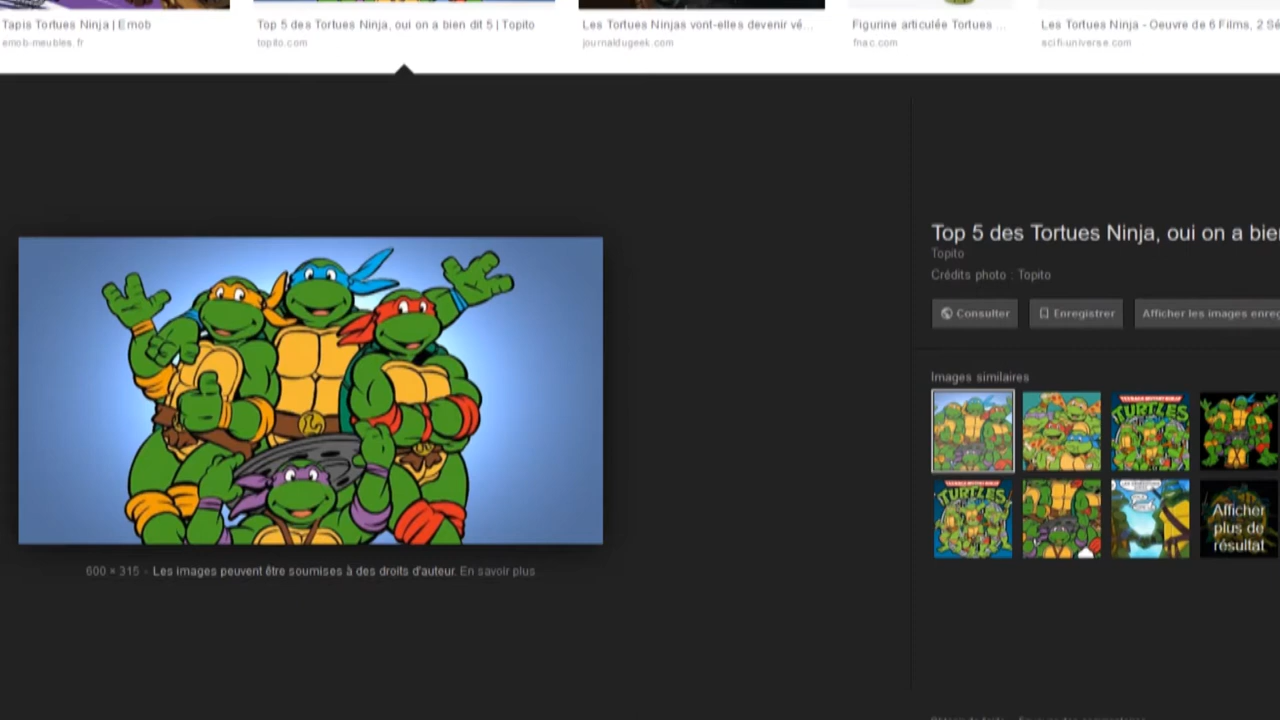 Tapis Tortues Ninja | Emob
emob-meubles.fr
Top 5 des Tortues Ninja, oui on a bien dit 5 | Topito
topito.com
Les Tortues Ninjas vont-elles devenir vé...
journaldugeek.com
Figurine articulée Tortues ...
fnac.com
Les Tortues Ninja - Oeuvre de 6 Films, 2 Sé
scifi-universe.com
Top 5 des Tortues Ninja, oui on a bie
Topito
Crédits photo : Topito
Consulter
Enregistrer
Afficher les images enreg
Images similaires
TURTLES
TURTLES
Afficher
plus de
résultat
600 × 315 - Les images peuvent être soumises à des droits d'auteur. En savoir plus